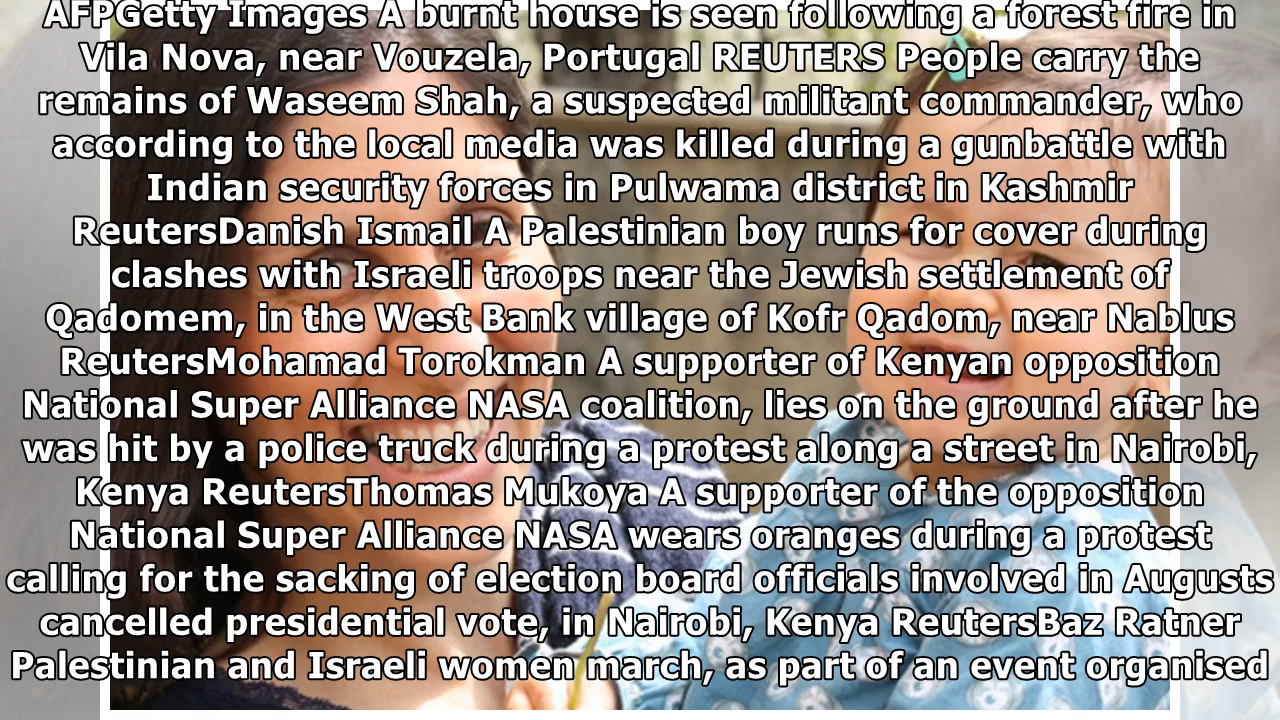 AFPGetty Images A burnt house is seen following a forest fire in
Vila Nova, near Vouzela, Portugal REUTERS People carry the
remains of Waseem Shah, a suspected militant commander, who
according to the local media was killed during a gunbattle with
Indian security forces in Pulwama district in Kashmir
ReutersDanish Ismail A Palestinian boy runs for cover during
clashes with Israeli troops near the Jewish settlement of
Qadomem, in the West Bank village of Kofr Qadom, near Nablus
ReutersMohamad Torokman A supporter of Kenyan opposition
National Super Alliance NASA coalition, lies on the ground after he
was hit by a police truck during a protest along a street in Nairobi,
Kenya ReutersThomas Mukoya A supporter of the opposition
National Super Alliance NASA wears oranges during a protest
calling for the sacking of election board officials involved in Augusts
cancelled presidential vote, in Nairobi, Kenya ReutersBaz Ratner
Palestinian and Israeli women march, as part of an event organised